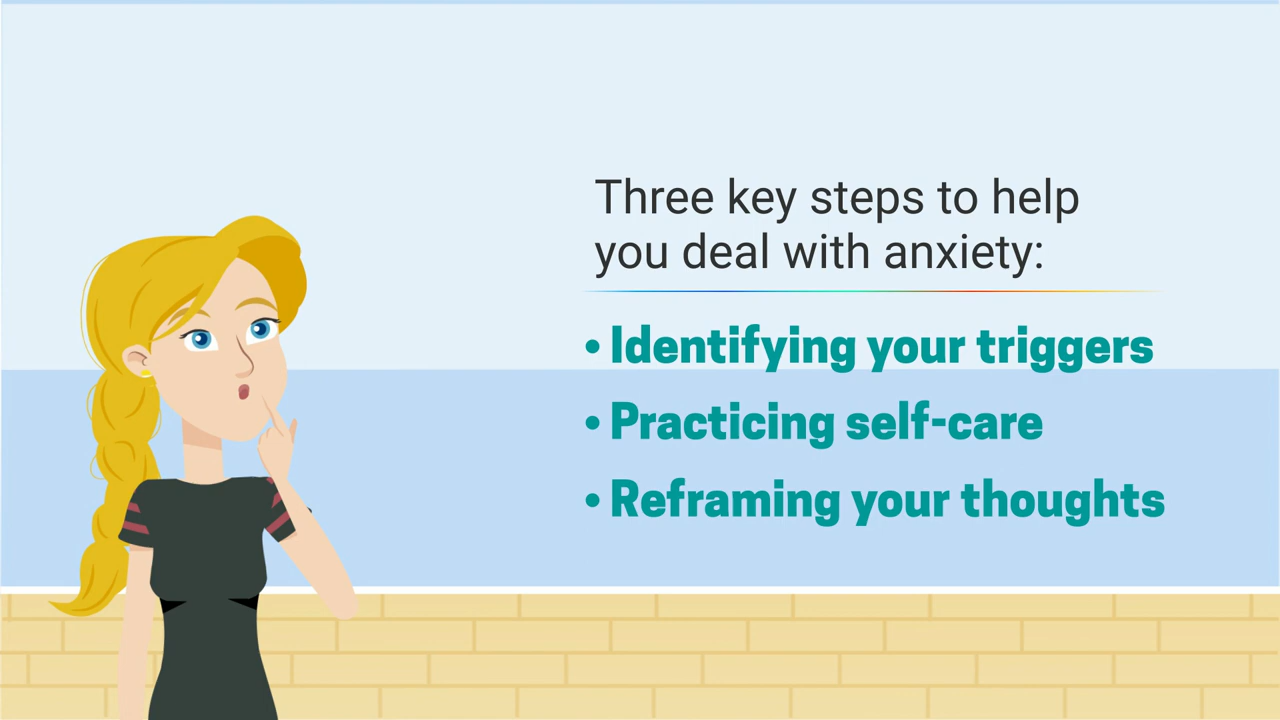 Three key steps to help
you deal with anxiety:
• Identifying your triggers
• Practicing self-care
• Reframing your thoughts